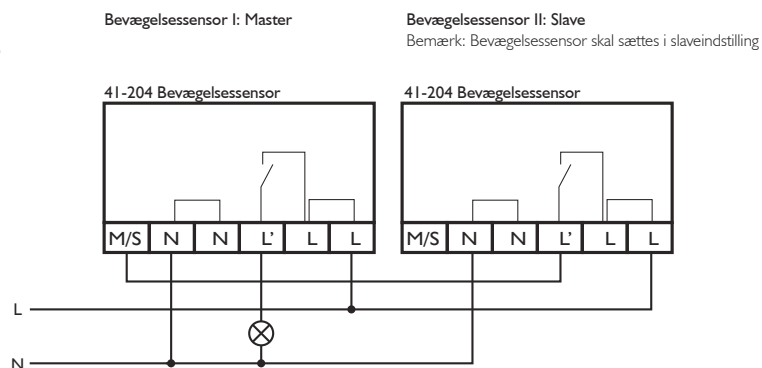 Bevægelsessensor I: Master
Bevægelsessensor II: Slave
Bemærk: Bevægelsessensor skal sættes i slaveindstilling
41-204 Bevægelsessensor
41-204 Bevægelsessensor
M/S N N L’ L L
M/S N N L’ L L
L
N